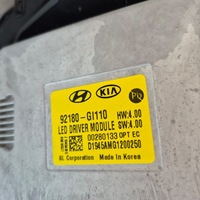 KIA PV
92180-GI110 HW:4.00
LED DRIVER MODULE SW:4.00
00280133 OPT EC
D1945AMG1200250
SL Corporation Made in Korea